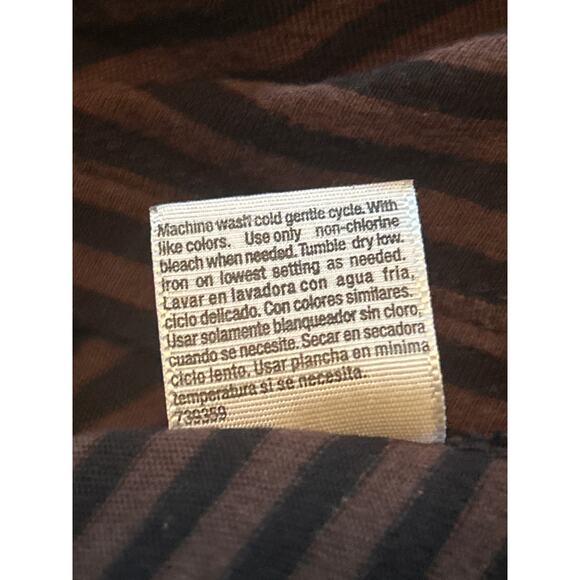 Machine wash cold gentle cycle. With
like colors. Use only non-chlorine
bleach when needed. Tumble dry low.
Iron on lowest setting as needed.
Lavar en lavadora con agua fria,
ciclo delicado. Con colores similares.
Usar solamente blanqueador sin cloro,
cuando se necesite. Secar en secadora
ciclo lento. Usar plancha en minima
temperatura si se necesita.
739359